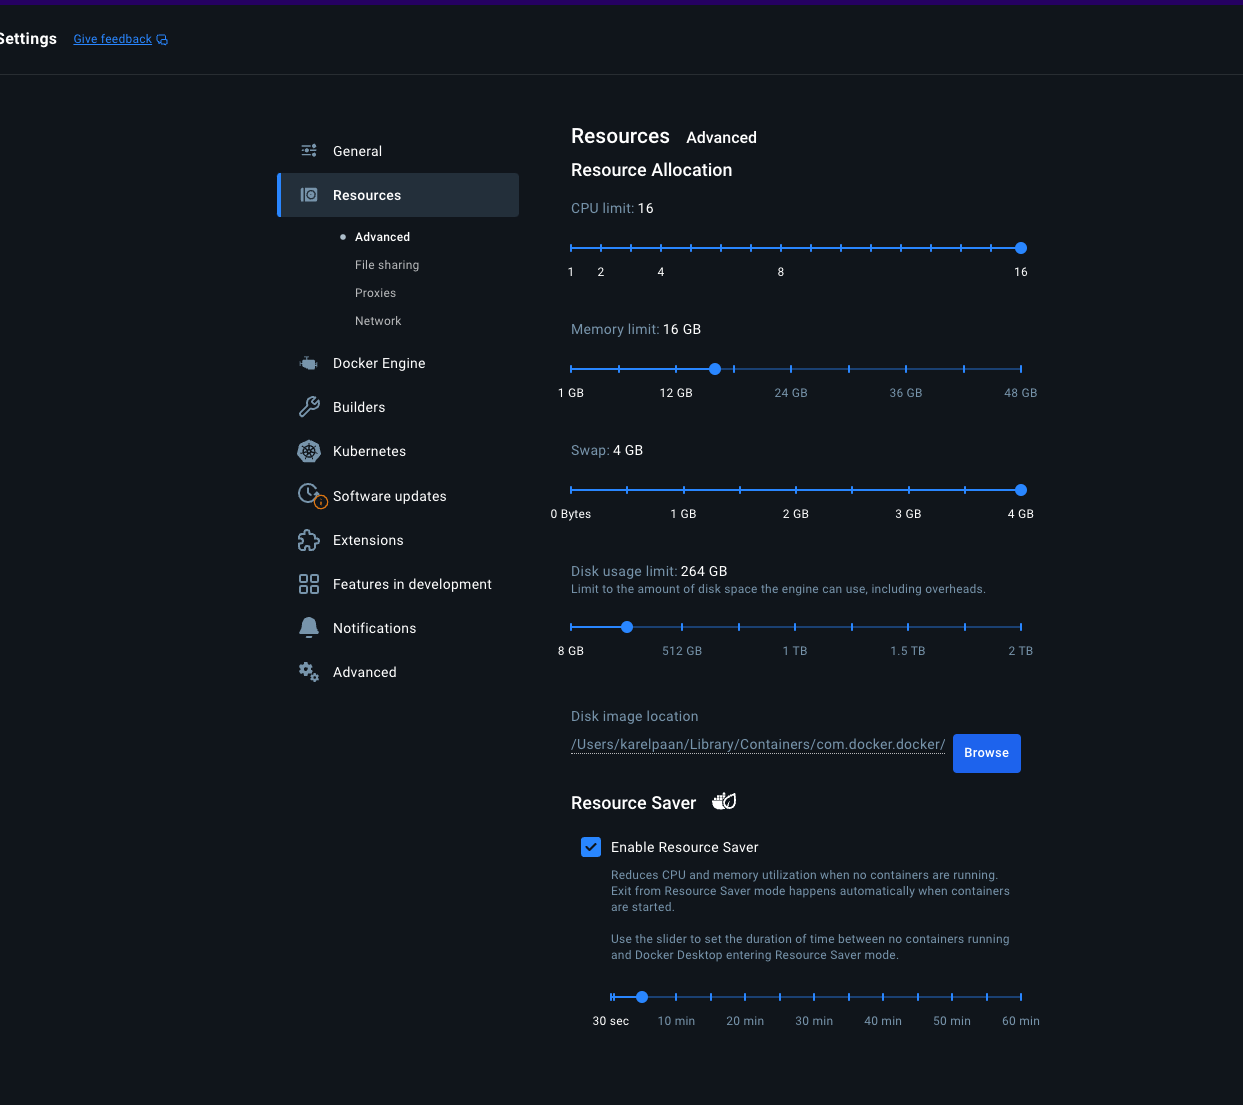 Settings Give feedback
General
Resources
Advanced
File sharing
Proxies
Network
Docker Engine
Builders
Kubernetes
Software updates
Extensions
Features in development
Notifications
Advanced
Resources Advanced
Resource Allocation
CPU limit: 16
1 2 4 8 16
Memory limit: 16 GB
1 GB 12 GB 24 GB 36 GB 48 GB
Swap: 4 GB
0 Bytes 1 GB 2 GB 3 GB 4 GB
Disk usage limit: 264 GB
Limit to the amount of disk space the engine can use, including overheads.
8 GB 512 GB 1 TB 1.5 TB 2 TB
Disk image location
/Users/karelpaan/Library/Containers/com.docker.docker/
Browse
Resource Saver
Enable Resource Saver
Reduces CPU and memory utilization when no containers are running.
Exit from Resource Saver mode happens automatically when containers
are started.
Use the slider to set the duration of time between no containers running
and Docker Desktop entering Resource Saver mode.
30 sec 10 min 20 min 30 min 40 min 50 min 60 min